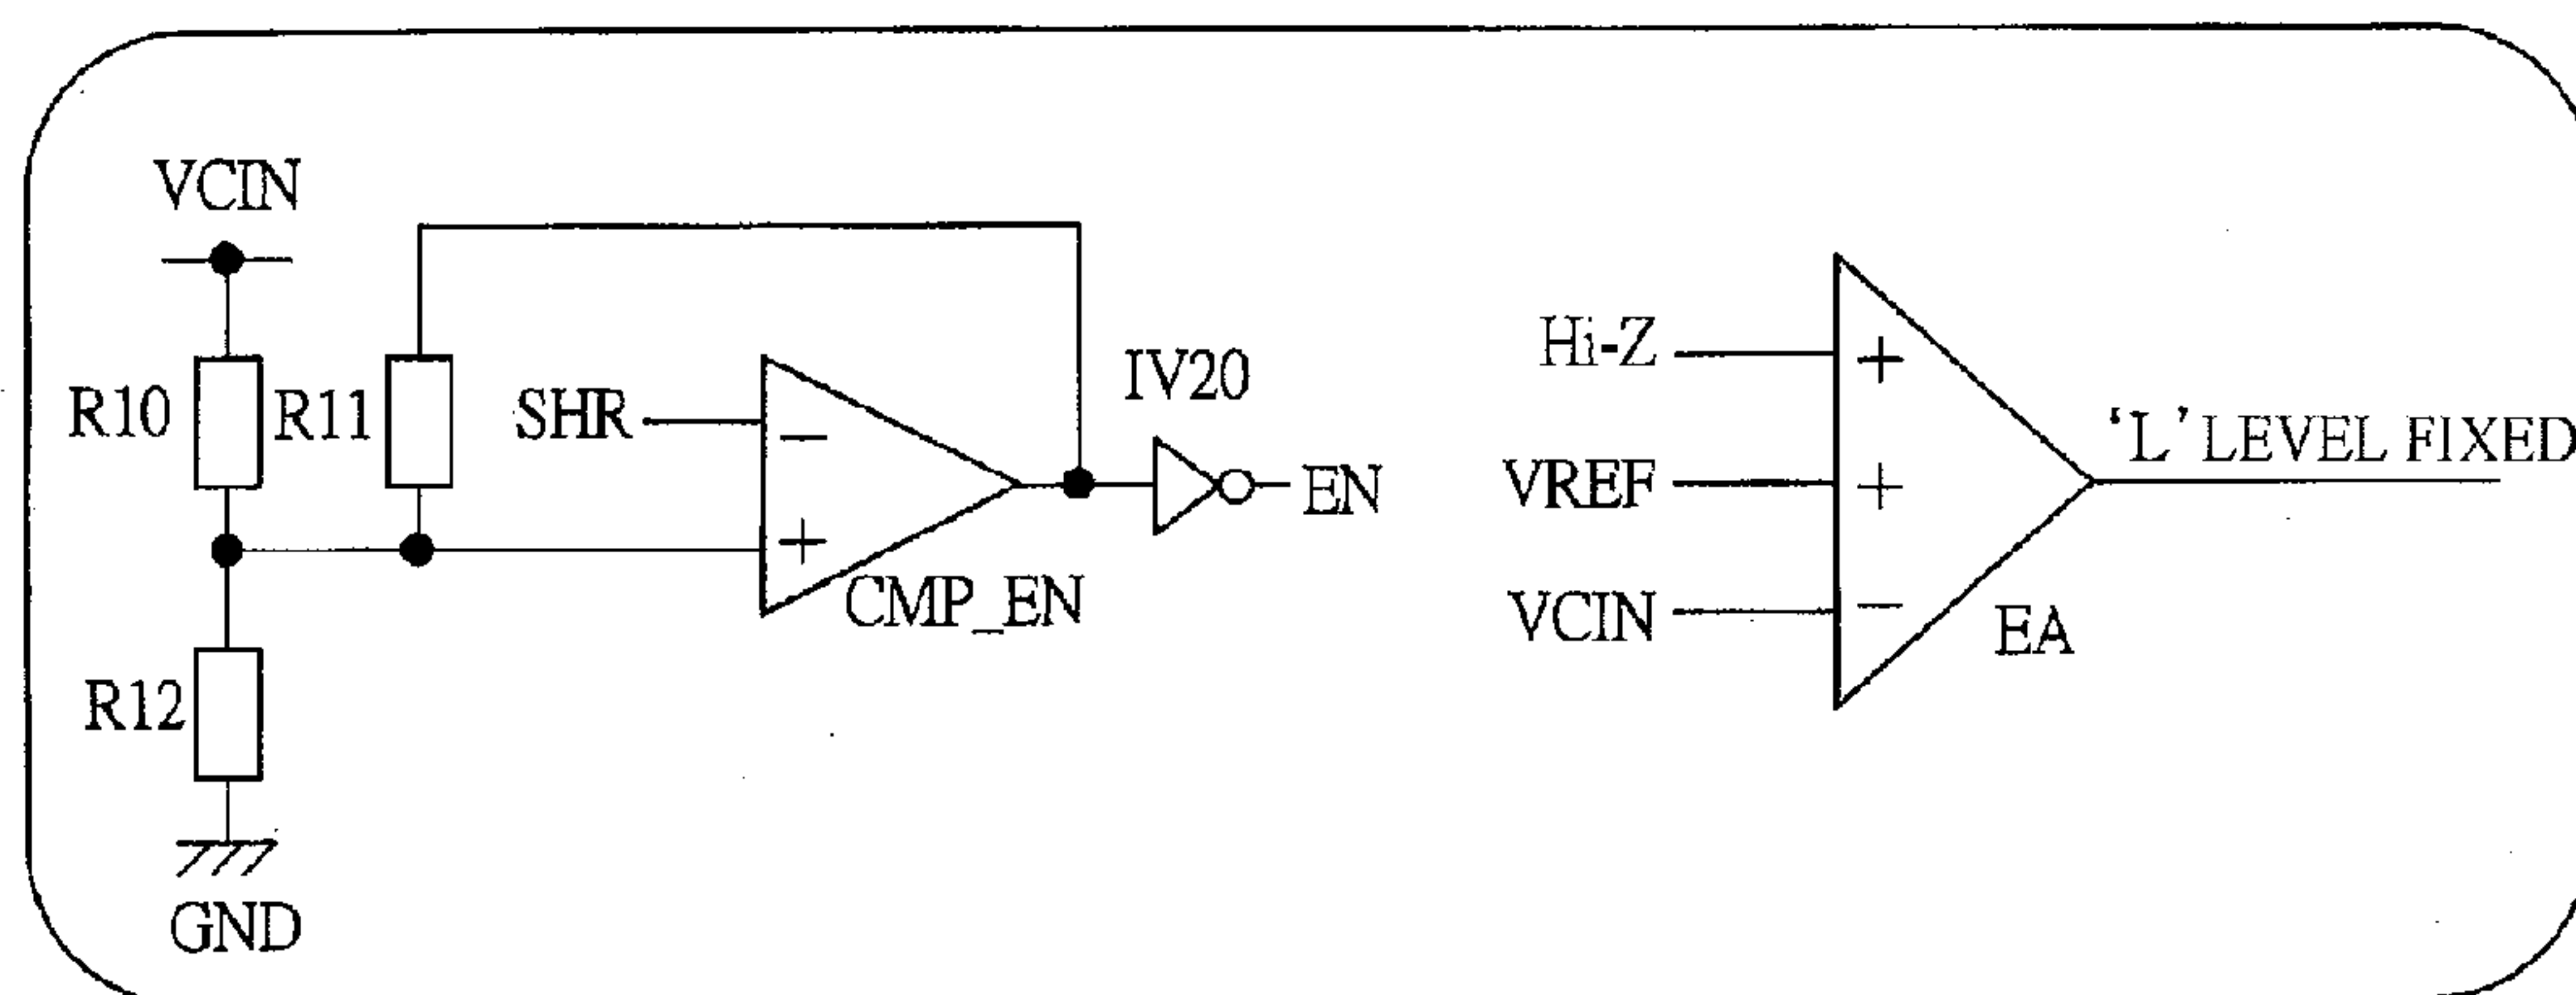 VCIN
R10
R11
SHR
IV20
EN
CMP_EN
R12
GND
Hi-Z
VREF
VCIN
EA
'L' LEVEL FIXED